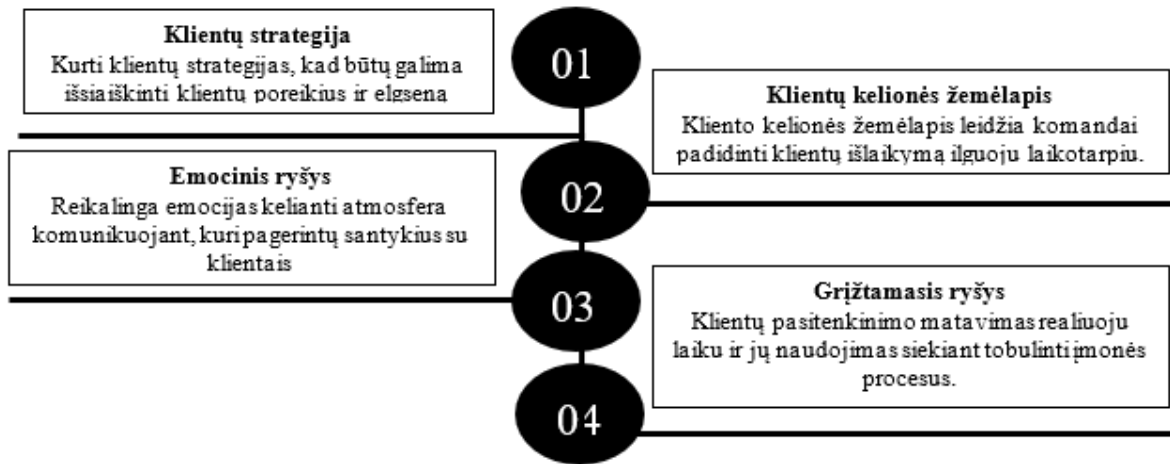 01
Klientų strategija
Kurti klientų strategijas, kad būtų galima
išsiaiškinti klientų poreikius ir elgseną
02
Klientų kelionės žemėlapis
Kliento kelionės žemėlapis leidžia komandai
padidinti klientų išlaikymą ilguoju laikotarpiu.
03
Emocinis ryšys
Reikalinga emocijas kelianti atmosfera
komunikuojant, kuri pagerintų santykius su
klientais
04
Grįžtamasis ryšys
Klientų pasitenkinimo matavimas realiuoju
laiku ir jų naudojimas siekiant tobulinti įmonės
procesus.